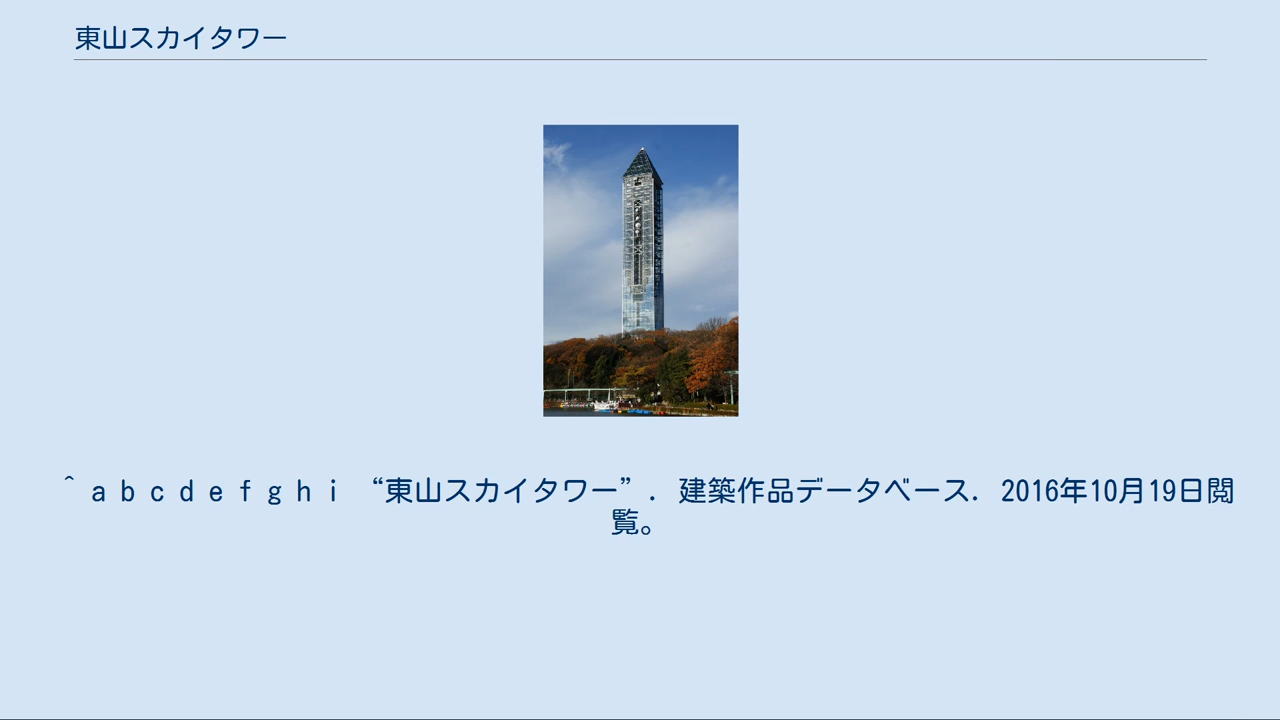 東山スカイタワー
^ a b c d e f g h i “東山スカイタワー”. 建築作品データベース. 2016年10月19日閲
覧。